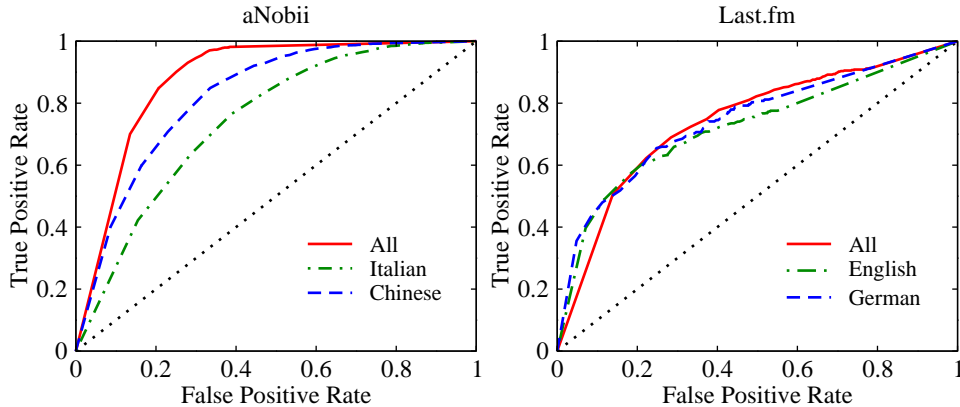 aNobii
Last.fm
1
0.8
0.6
0.4
0.2
0
True Positive Rate
All
Italian
Chinese
0
0.2
0.4
0.6
0.8
1
False Positive Rate
1
0.8
0.6
0.4
0.2
0
True Positive Rate
All
English
German
0
0.2
0.4
0.6
0.8
1
False Positive Rate